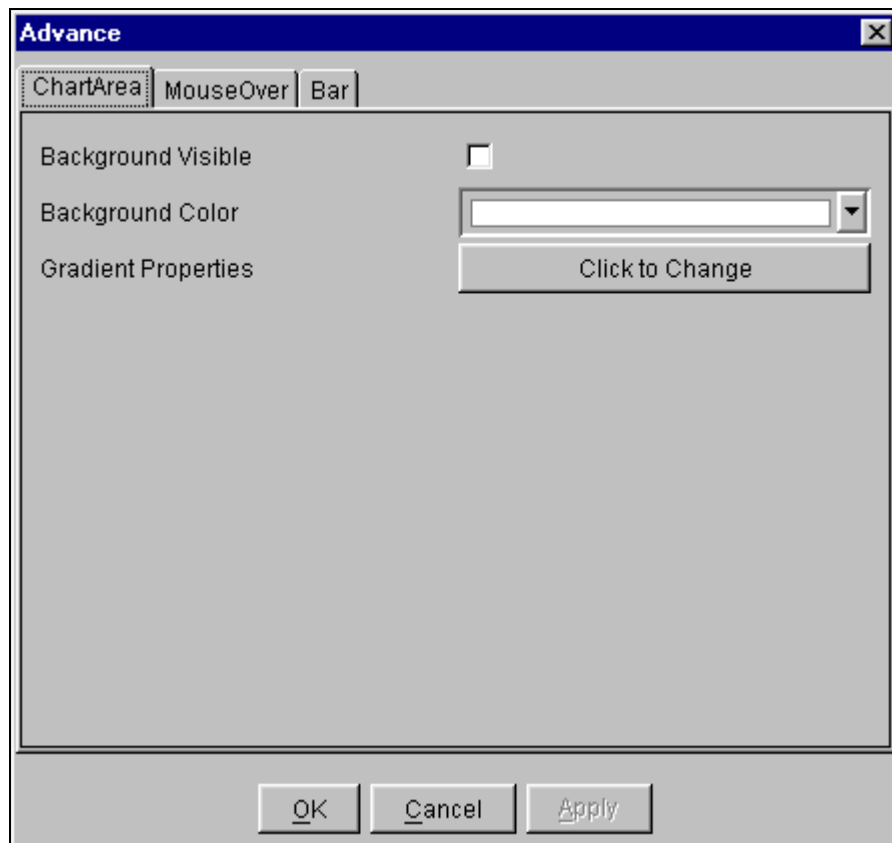 Advance
ChartArea MouseOver Bar
Background Visible
Background Color
Gradient Properties Click to Change
OK Cancel Apply